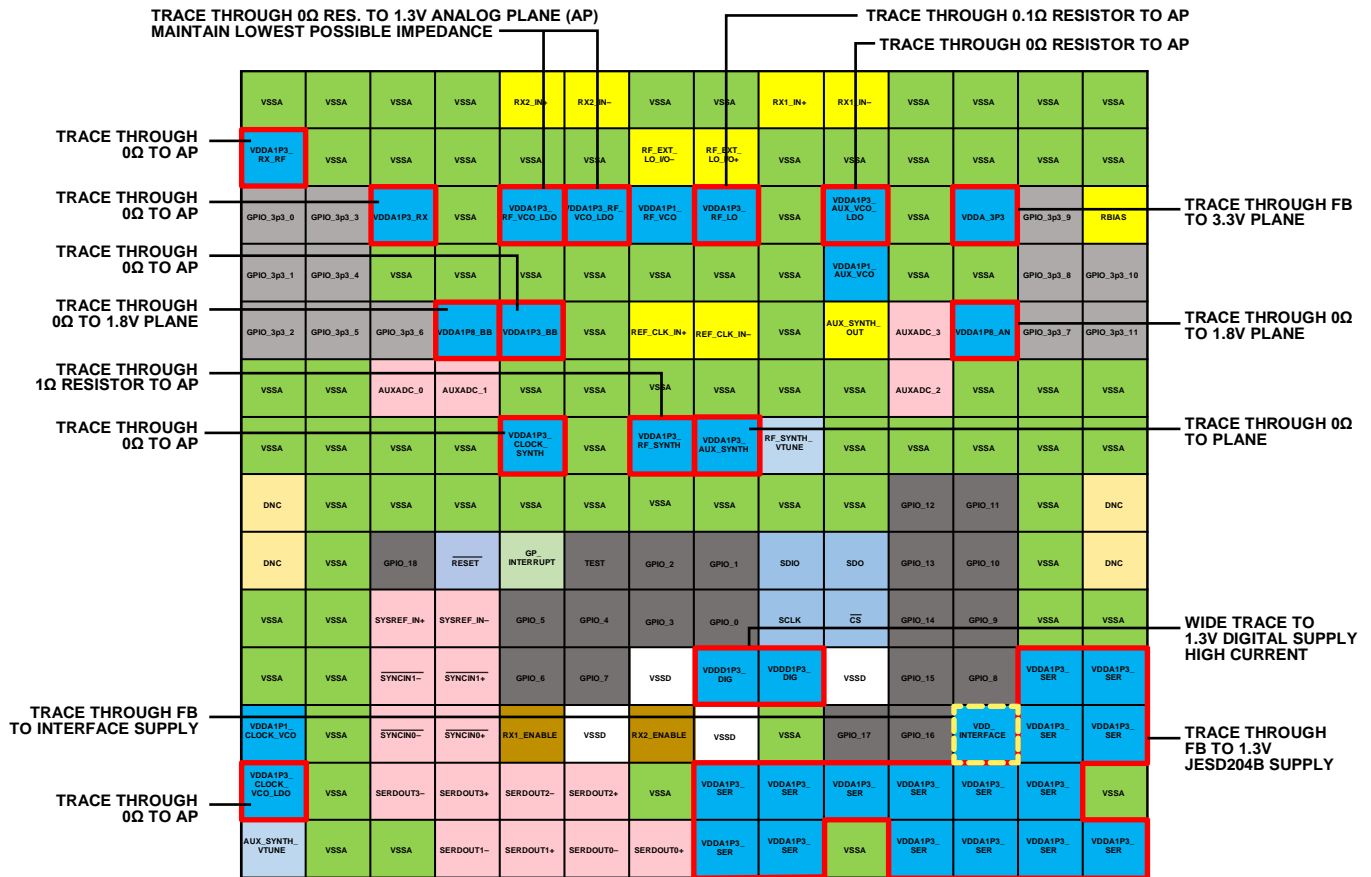 TRACE THROUGH 0Ω RES. TO 1.3V ANALOG PLANE (AP)
MAINTAIN LOWEST POSSIBLE IMPEDANCE
TRACE THROUGH 0.1Ω RESISTOR TO AP
TRACE THROUGH 0Ω RESISTOR TO AP
VSSA VSSA VSSA VSSA RX2_IN+ RX2_IN− VSSA VSSA RX1_IN+ RX1_IN− VSSA VSSA VSSA VSSA
TRACE THROUGH
0Ω TO AP
VDDA1P3_ RX_RF VSSA VSSA VSSA VSSA VSSA RF_EXT_ LO_I/O− RF_EXT_ LO_I/O+ VSSA VSSA VSSA VSSA VSSA VSSA
TRACE THROUGH
0Ω TO AP
GPIO_3p3_0 GPIO_3p3_3 VDDA1P3_RX VSSA VDDA1P3_ RF_VCO_LDO VDDA1P3_RF_ VCO_LDO VDDA1P1_ RF_VCO VDDA1P3_ RF_LO VSSA VDDA1P3_ AUX_VCO_ LDO VSSA VDDA_3P3 GPIO_3p3_9 RBIAS
TRACE THROUGH FB
TO 3.3V PLANE
TRACE THROUGH
0Ω TO AP
GPIO_3p3_1 GPIO_3p3_4 VSSA VSSA VSSA VSSA VSSA VSSA VSSA VDDA1P1_ AUX_VCO VSSA VSSA GPIO_3p3_8 GPIO_3p3_10
TRACE THROUGH
0Ω TO 1.8V PLANE
GPIO_3p3_2 GPIO_3p3_5 GPIO_3p3_6 VDDA1P8_BB VDDA1P3_BB VSSA REF_CLK_IN+ REF_CLK_IN− VSSA AUX_SYNTH_ OUT AUXADC_3 VDDA1P8_AN GPIO_3p3_7 GPIO_3p3_11
TRACE THROUGH 0Ω
TO 1.8V PLANE
TRACE THROUGH
1Ω RESISTOR TO AP
VSSA VSSA AUXADC_0 AUXADC_1 VSSA VSSA VSSA VSSA VSSA VSSA AUXADC_2 VSSA VSSA VSSA
TRACE THROUGH
0Ω TO AP
VSSA VSSA VSSA VSSA VDDA1P3_ CLOCK_ SYNTH VSSA VDDA1P3_ RF_SYNTH VDDA1P3_ AUX_SYNTH RF_SYNTH_ VTUNE VSSA VSSA VSSA VSSA VSSA
TRACE THROUGH 0Ω
TO PLANE
DNC VSSA VSSA VSSA VSSA VSSA VSSA VSSA VSSA VSSA GPIO_12 GPIO_11 VSSA DNC
DNC VSSA GPIO_18 RESET GP_ INTERRUPT TEST GPIO_2 GPIO_1 SDIO SDO GPIO_13 GPIO_10 VSSA DNC
VSSA VSSA SYSREF_IN+ SYSREF_IN− GPIO_5 GPIO_4 GPIO_3 GPIO_0 SCLK CS GPIO_14 GPIO_9 VSSA VSSA
WIDE TRACE TO
1.3V DIGITAL SUPPLY
HIGH CURRENT
VSSA VSSA SYNCIN1− SYNCIN1+ GPIO_6 GPIO_7 VSSD VDDD1P3_ DIG VDDD1P3_ DIG VSSD GPIO_15 GPIO_8 VDDA1P3_ SER VDDA1P3_ SER
TRACE THROUGH FB
TO INTERFACE SUPPLY
VDDA1P1_ CLOCK_VCO VSSA SYNCIN0− SYNCIN0+ RX1_ENABLE VSSD RX2_ENABLE VSSD VSSA GPIO_17 GPIO_16 VDD_ INTERFACE VDDA1P3_ SER VDDA1P3_ SER
TRACE THROUGH
FB TO 1.3V
JESD204B SUPPLY
TRACE THROUGH
0Ω TO AP
VDDA1P3_ CLOCK_ VCO_LDO VSSA SERDOUT3− SERDOUT3+ SERDOUT2− SERDOUT2+ VSSA VDDA1P3_ SER VDDA1P3_ SER VDDA1P3_ SER VDDA1P3_ SER VDDA1P3_ SER VDDA1P3_ SER VSSA
AUX_SYNTH_ VTUNE VSSA VSSA SERDOUT1− SERDOUT1+ SERDOUT0− SERDOUT0+ VDDA1P3_ SER VDDA1P3_ SER VSSA VDDA1P3_ SER VDDA1P3_ SER VDDA1P3_ SER VDDA1P3_ SER